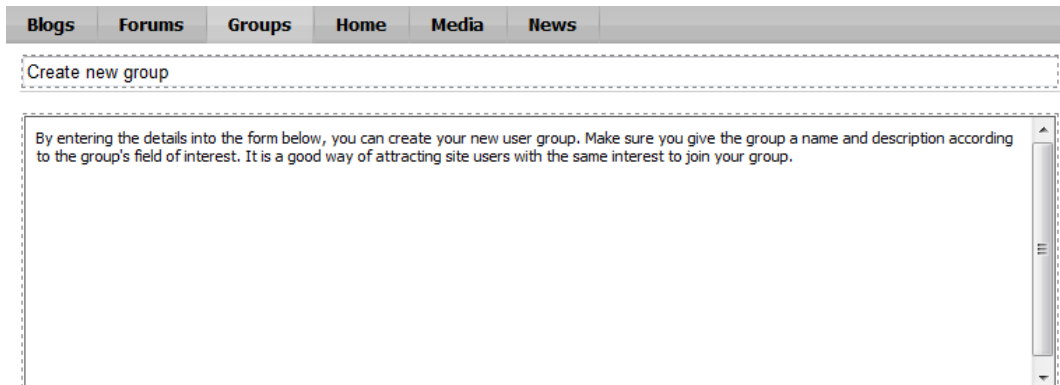 Blogs Forums Groups Home Media News
Create new group
By entering the details into the form below, you can create your new user group. Make sure you give the group a name and description according
to the group's field of interest. It is a good way of attracting site users with the same interest to join your group.